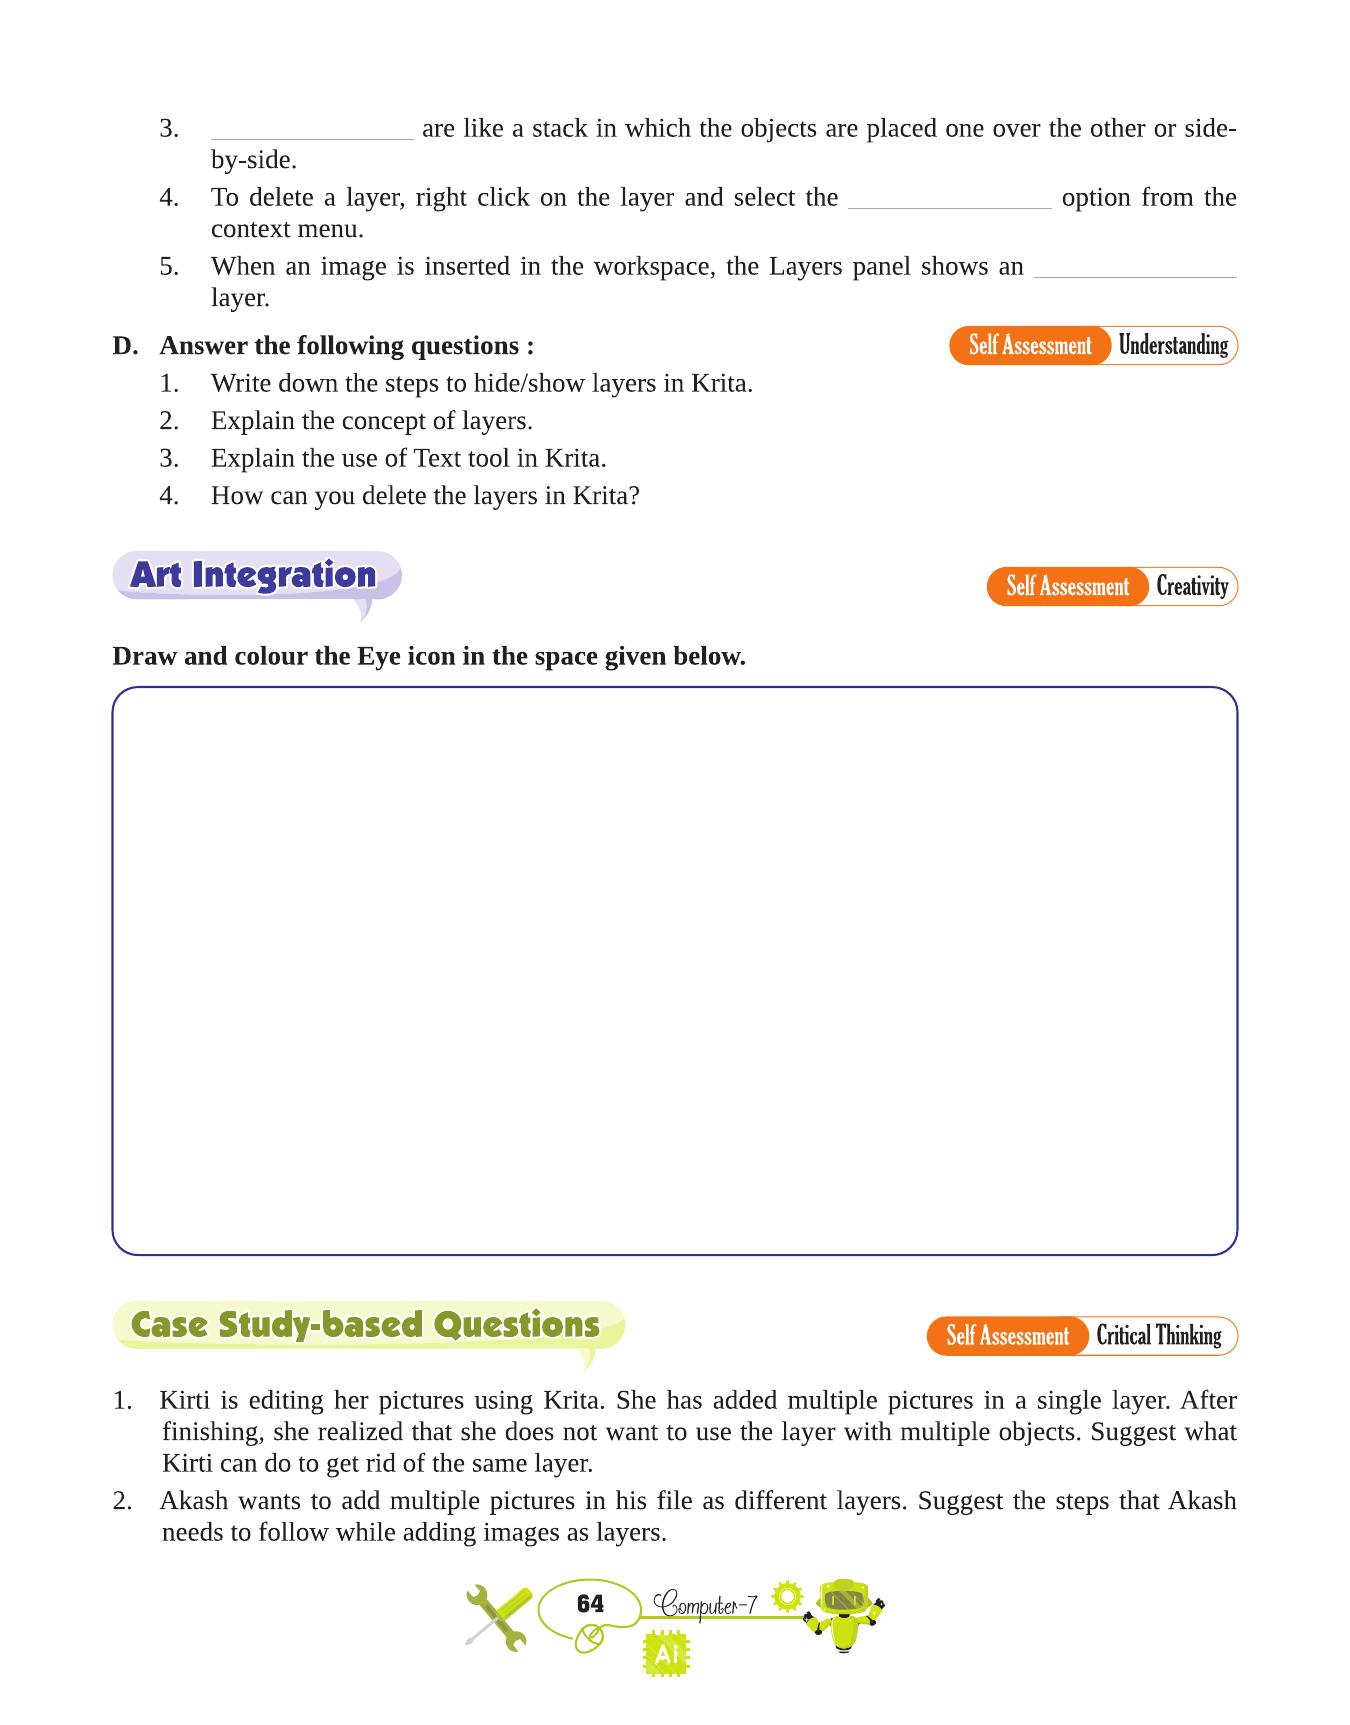 3. _______________ are like a stack in which the objects are placed one over the other or side-
by-side.
4. To delete a layer, right click on the layer and select the _______________ option from the
context menu.
5. When an image is inserted in the workspace, the Layers panel shows an _______________
layer.
D. Answer the following questions :
Self Assessment Understanding
1. Write down the steps to hide/show layers in Krita.
2. Explain the concept of layers.
3. Explain the use of Text tool in Krita.
4. How can you delete the layers in Krita?
Art Integration
Self Assessment Creativity
Draw and colour the Eye icon in the space given below.
Case Study-based Questions
Self Assessment Critical Thinking
1. Kirti is editing her pictures using Krita. She has added multiple pictures in a single layer. After
finishing, she realized that she does not want to use the layer with multiple objects. Suggest what
Kirti can do to get rid of the same layer.
2. Akash wants to add multiple pictures in his file as different layers. Suggest the steps that Akash
needs to follow while adding images as layers.
64 Computer-7
Ai